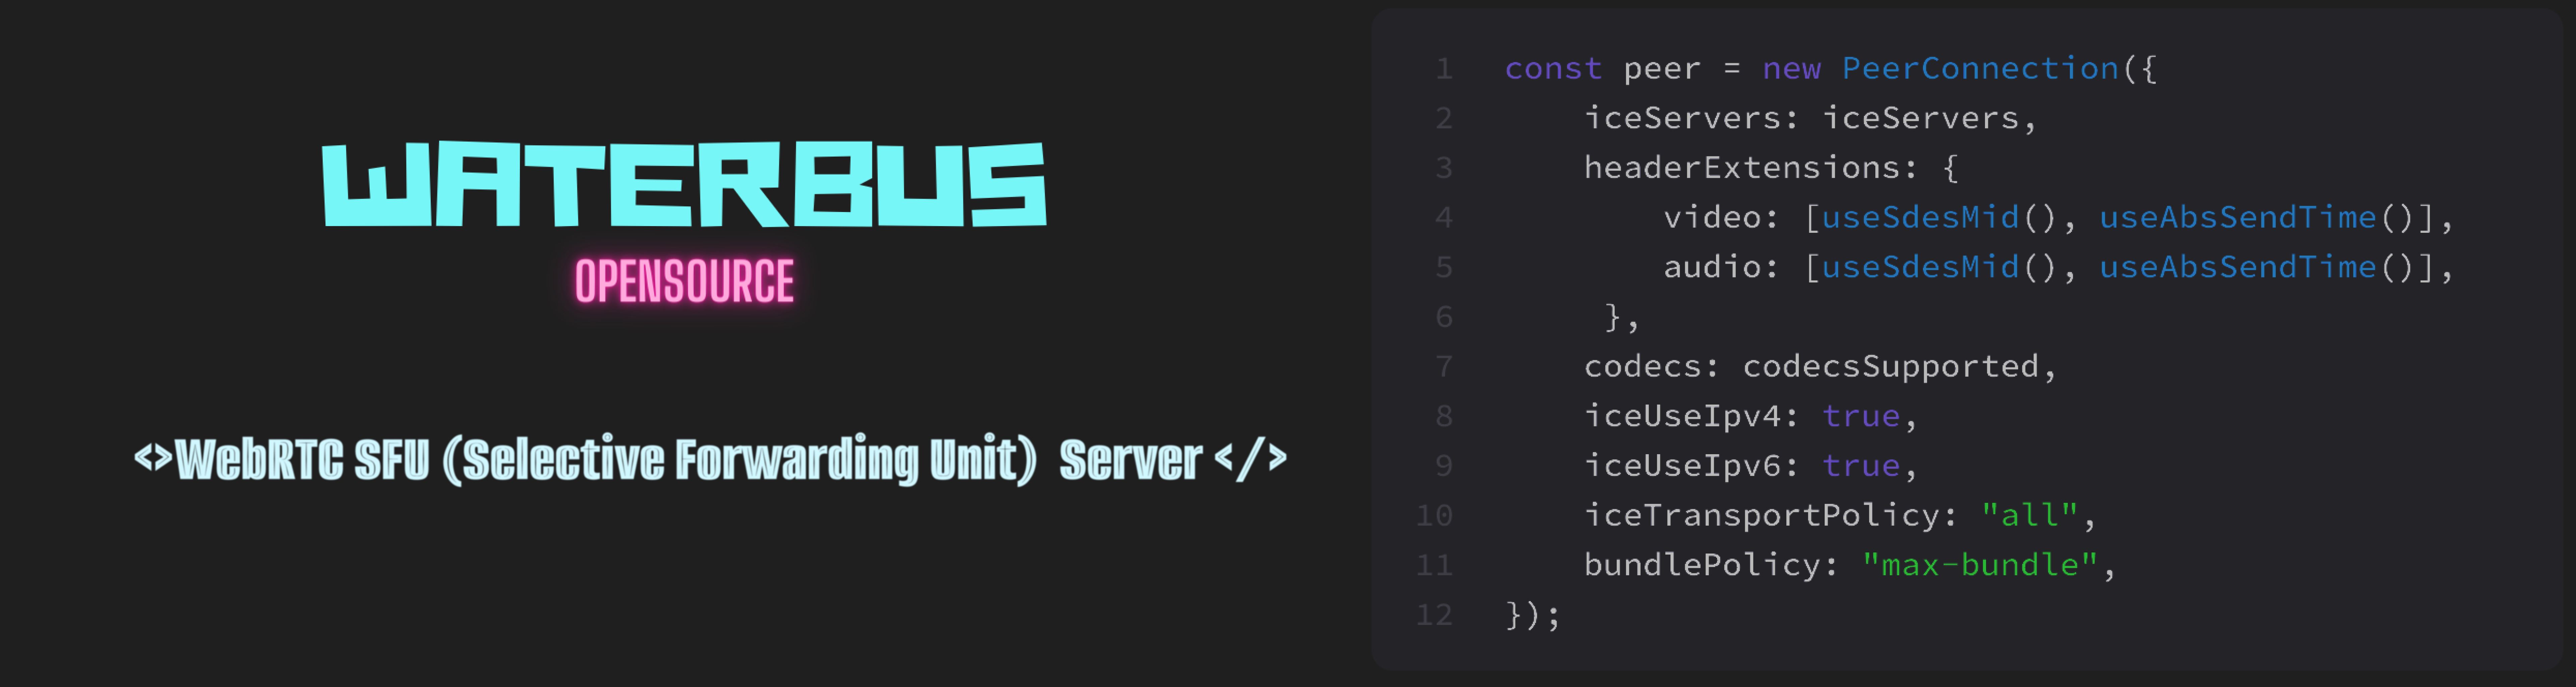 WATERBUS
OPENSOURCE
<>WebRTC SFU (Selective Forwarding Unit) Server </>
1 const peer = new PeerConnection({
2 iceServers: iceServers,
3 headerExtensions: {
4 video: [useSdesMid(), useAbsSendTime()],
5 audio: [useSdesMid(), useAbsSendTime()],
6 },
7 codecs: codecsSupported,
8 iceUseIpv4: true,
9 iceUseIpv6: true,
10 iceTransportPolicy: "all",
11 bundlePolicy: "max-bundle",
12 });